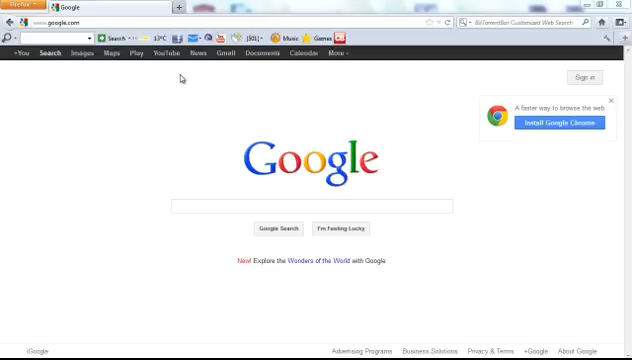 Firefox
Google
www.google.com
BitTorrentBar Customized Web Search
Search 13°C [501] Music Games
+You Search Images Maps Play YouTube News Gmail Documents Calendar More
Sign in
A faster way to browse the web
Install Google Chrome
Google
Google Search I'm Feeling Lucky
New! Explore the Wonders of the World with Google
iGoogle Advertising Programs Business Solutions Privacy & Terms +Google About Google